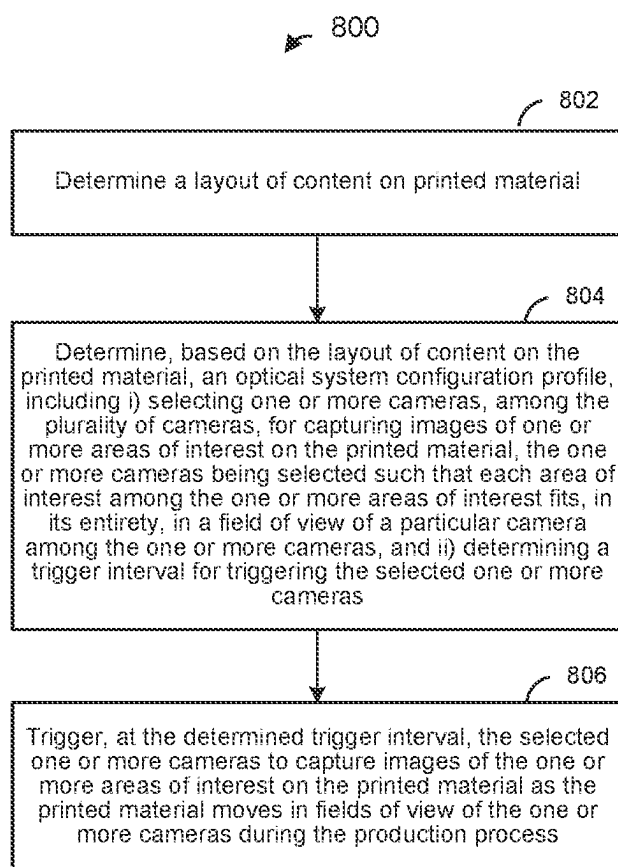 800
802
Determine a layout of content on printed material
804
Determine, based on the layout of content on the
printed material, an optical system configuration profile,
including i) selecting one or more cameras, among the
plurality of cameras, for capturing images of one or
more areas of interest on the printed material, the one
or more cameras being selected such that each area of
interest among the one or more areas of interest fits, in
its entirety, in a field of view of a particular camera
among the one or more cameras, and ii) determining a
trigger interval for triggering the selected one or more
cameras
806
Trigger, at the determined trigger interval, the selected
one or more cameras to capture images of the one or
more areas of interest on the printed material as the
printed material moves in fields of view of the one or
more cameras during the production process